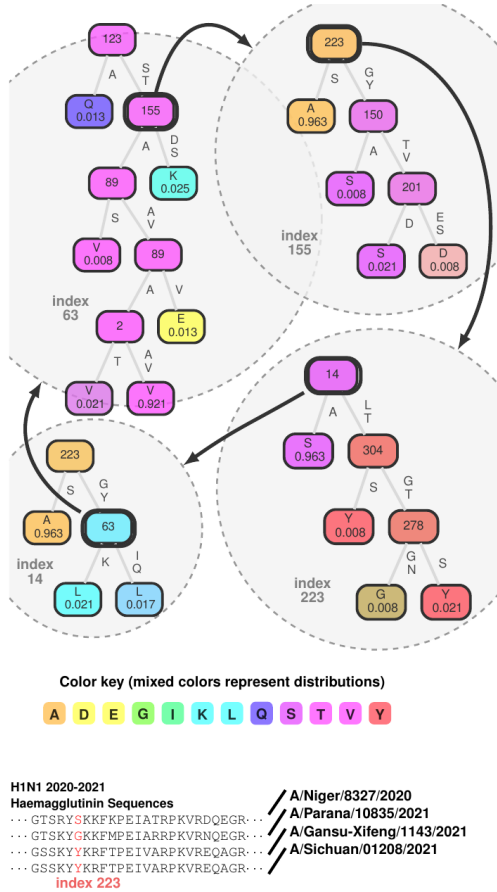 123
A
S
T
Q
0.013
155
A
D
S
89
K
0.025
S
A
V
V
0.008
89
index
63
A
V
2
E
0.013
T
A
V
V
0.021
V
0.921
223
S
G
Y
A
0.963
150
A
T
V
S
0.008
201
index
155
D
E
S
S
0.021
D
0.008
14
A
L
T
S
0.963
304
S
G
T
Y
0.008
278
G
N
S
index
223
G
0.008
Y
0.021
223
S
G
Y
A
0.963
63
index
14
K
I
Q
L
0.021
L
0.017
Color key (mixed colors represent distributions)
A D E G I K L Q S T V Y
H1N1 2020-2021
Haemagglutinin Sequences
··· GTSRYSKKFKPEIATRPKVRDQEGR ··· A/Niger/8327/2020
··· GTSKYGKKFKPEIARRPKVRNQEGR ··· A/Parana/10835/2021
··· GSSKYYKRFTPEIVARPKVRDQAGR ··· A/Gansu-Xifeng/1143/2021
··· GSSKYYKRFTPEIAARPKVRGQAGR ··· A/Sichuan/01208/2021
index 223